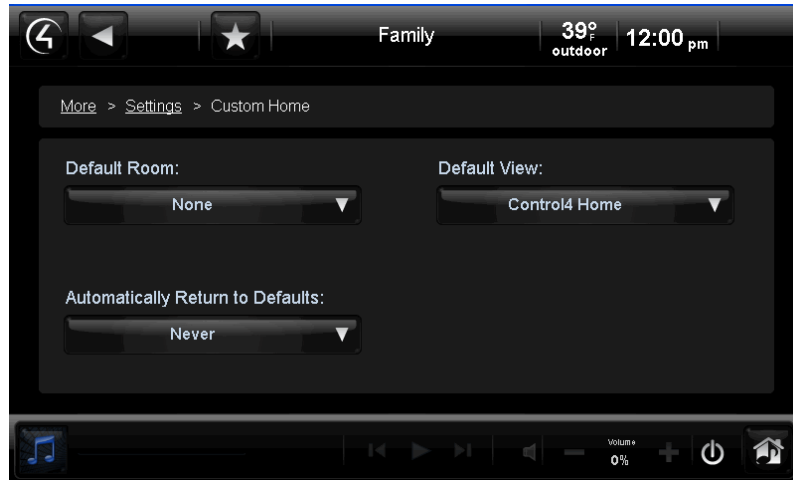 Family
39°F
outdoor
12:00 pm
More > Settings > Custom Home
Default Room:
Default View:
None
Control4 Home
Automatically Return to Defaults:
Never
Volume
0%